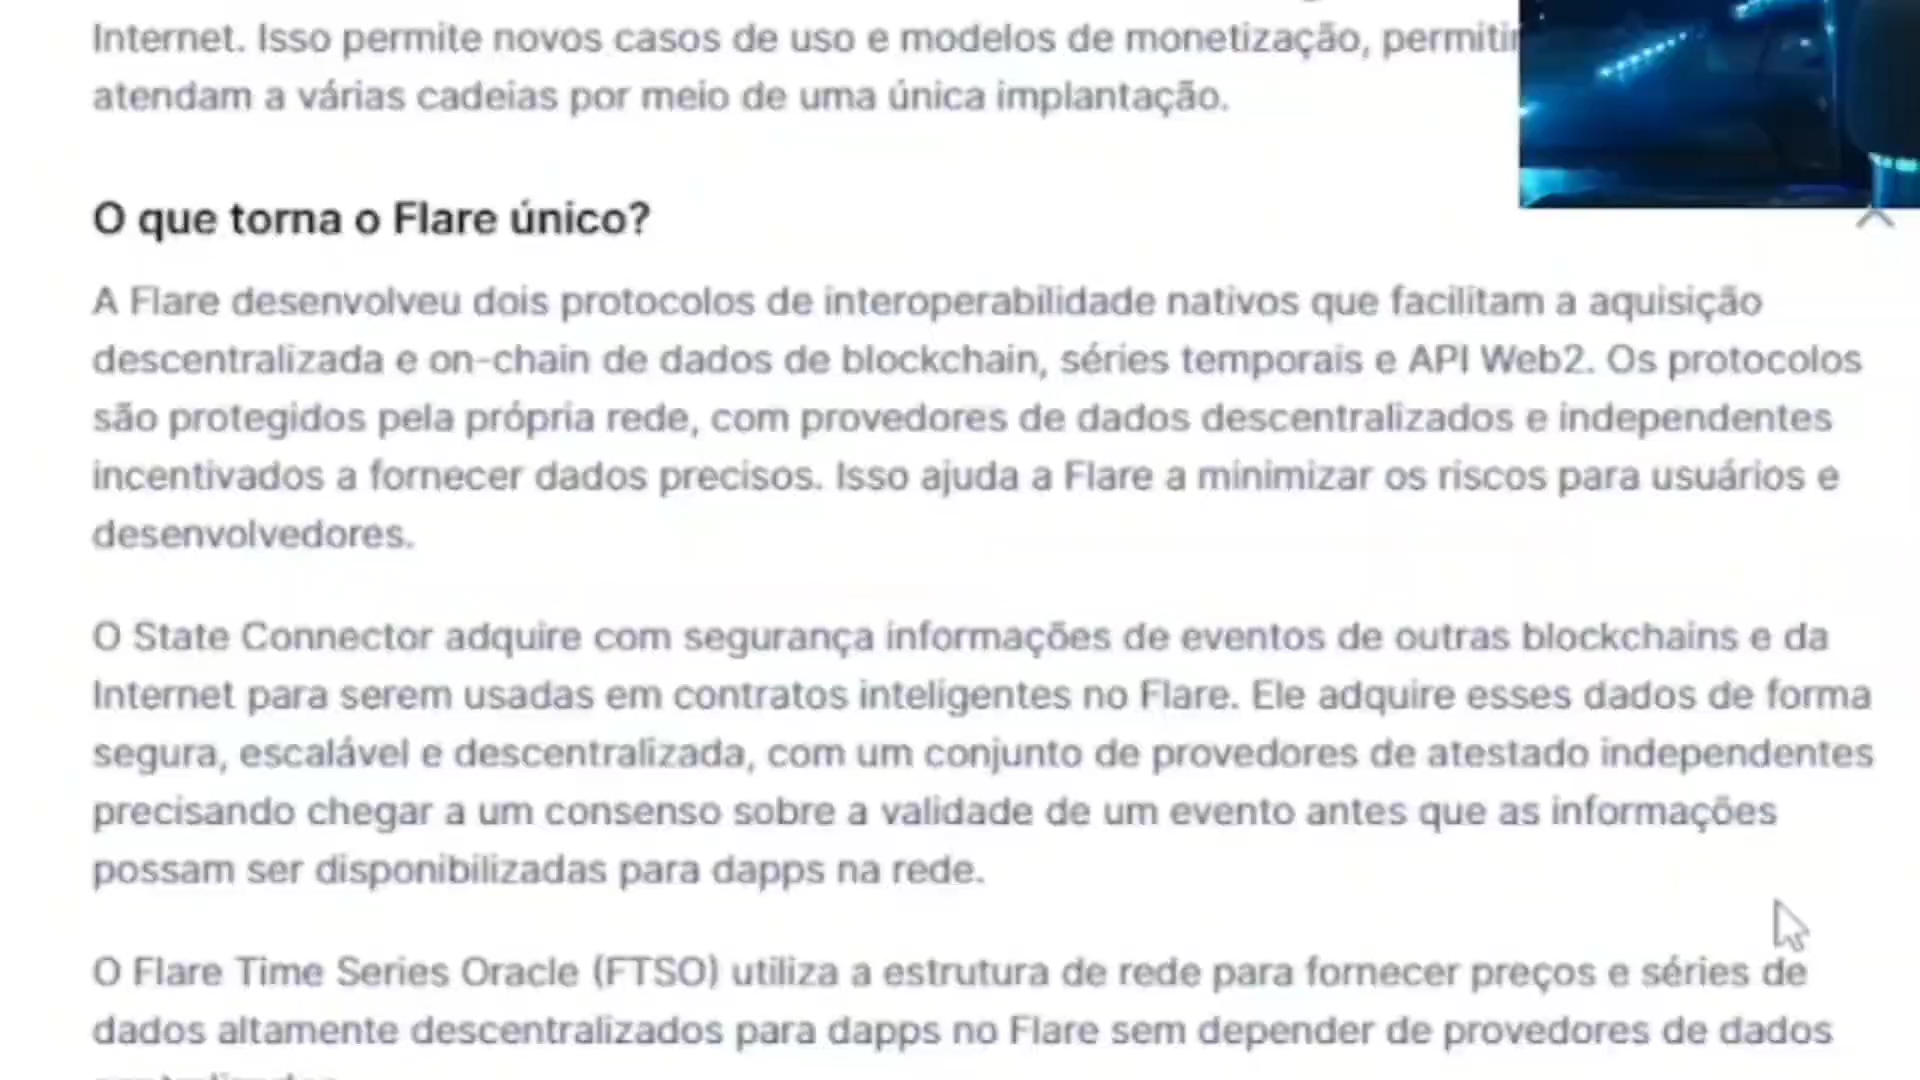 Internet. Isso permite novos casos de uso e modelos de monetização,
atendam a várias cadeias por meio de uma única implantação.
O que torna o Flare único?
A Flare desenvolveu dois protocolos de interoperabilidade nativos que facilitam a aquisição
descentralizada e on-chain de dados de blockchain, séries temporais e API Web2. Os protocolos
são protegidos pela própria rede, com provedores de dados descentralizados e independentes
incentivados a fornecer dados precisos. Isso ajuda a Flare a minimizar os riscos para usuários e
desenvolvedores.
O State Connector adquire com segurança informações de eventos de outras blockchains e da
Internet para serem usadas em contratos inteligentes no Flare. Ele adquire esses dados de forma
segura, escalável e descentralizada, com um conjunto de provedores de atestado independentes
precisando chegar a um consenso sobre a validade de um evento antes que as informações
possam ser disponibilizadas para dapps na rede.
O Flare Time Series Oracle (FTSO) utiliza a estrutura de rede para fornecer preços e séries de
dados altamente descentralizados para dapps no Flare sem depender de provedores de dados